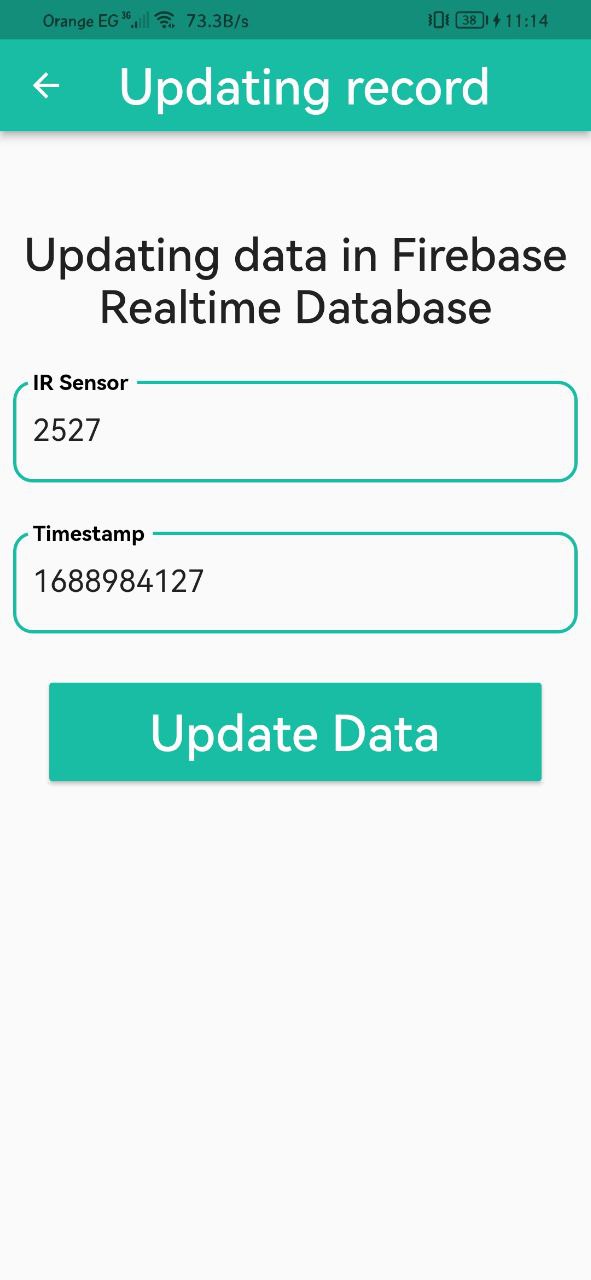 Orange EG 3G 73.3B/s 38 11:14
Updating record
Updating data in Firebase
Realtime Database
IR Sensor
2527
Timestamp
1688984127
Update Data